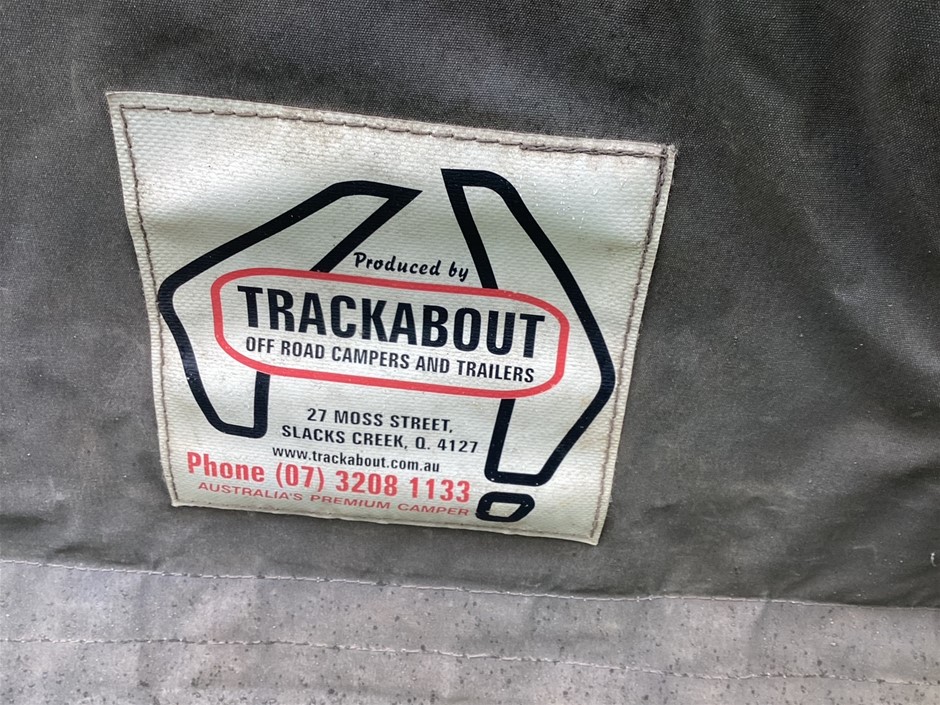 Produced by
TRACKABOUT
OFF ROAD CAMPERS AND TRAILERS
27 MOSS STREET,
SLACKS CREEK, Q. 4127
www.trackabout.com.au
Phone (07) 3208 1133
AUSTRALIA'S PREMIUM CAMPER